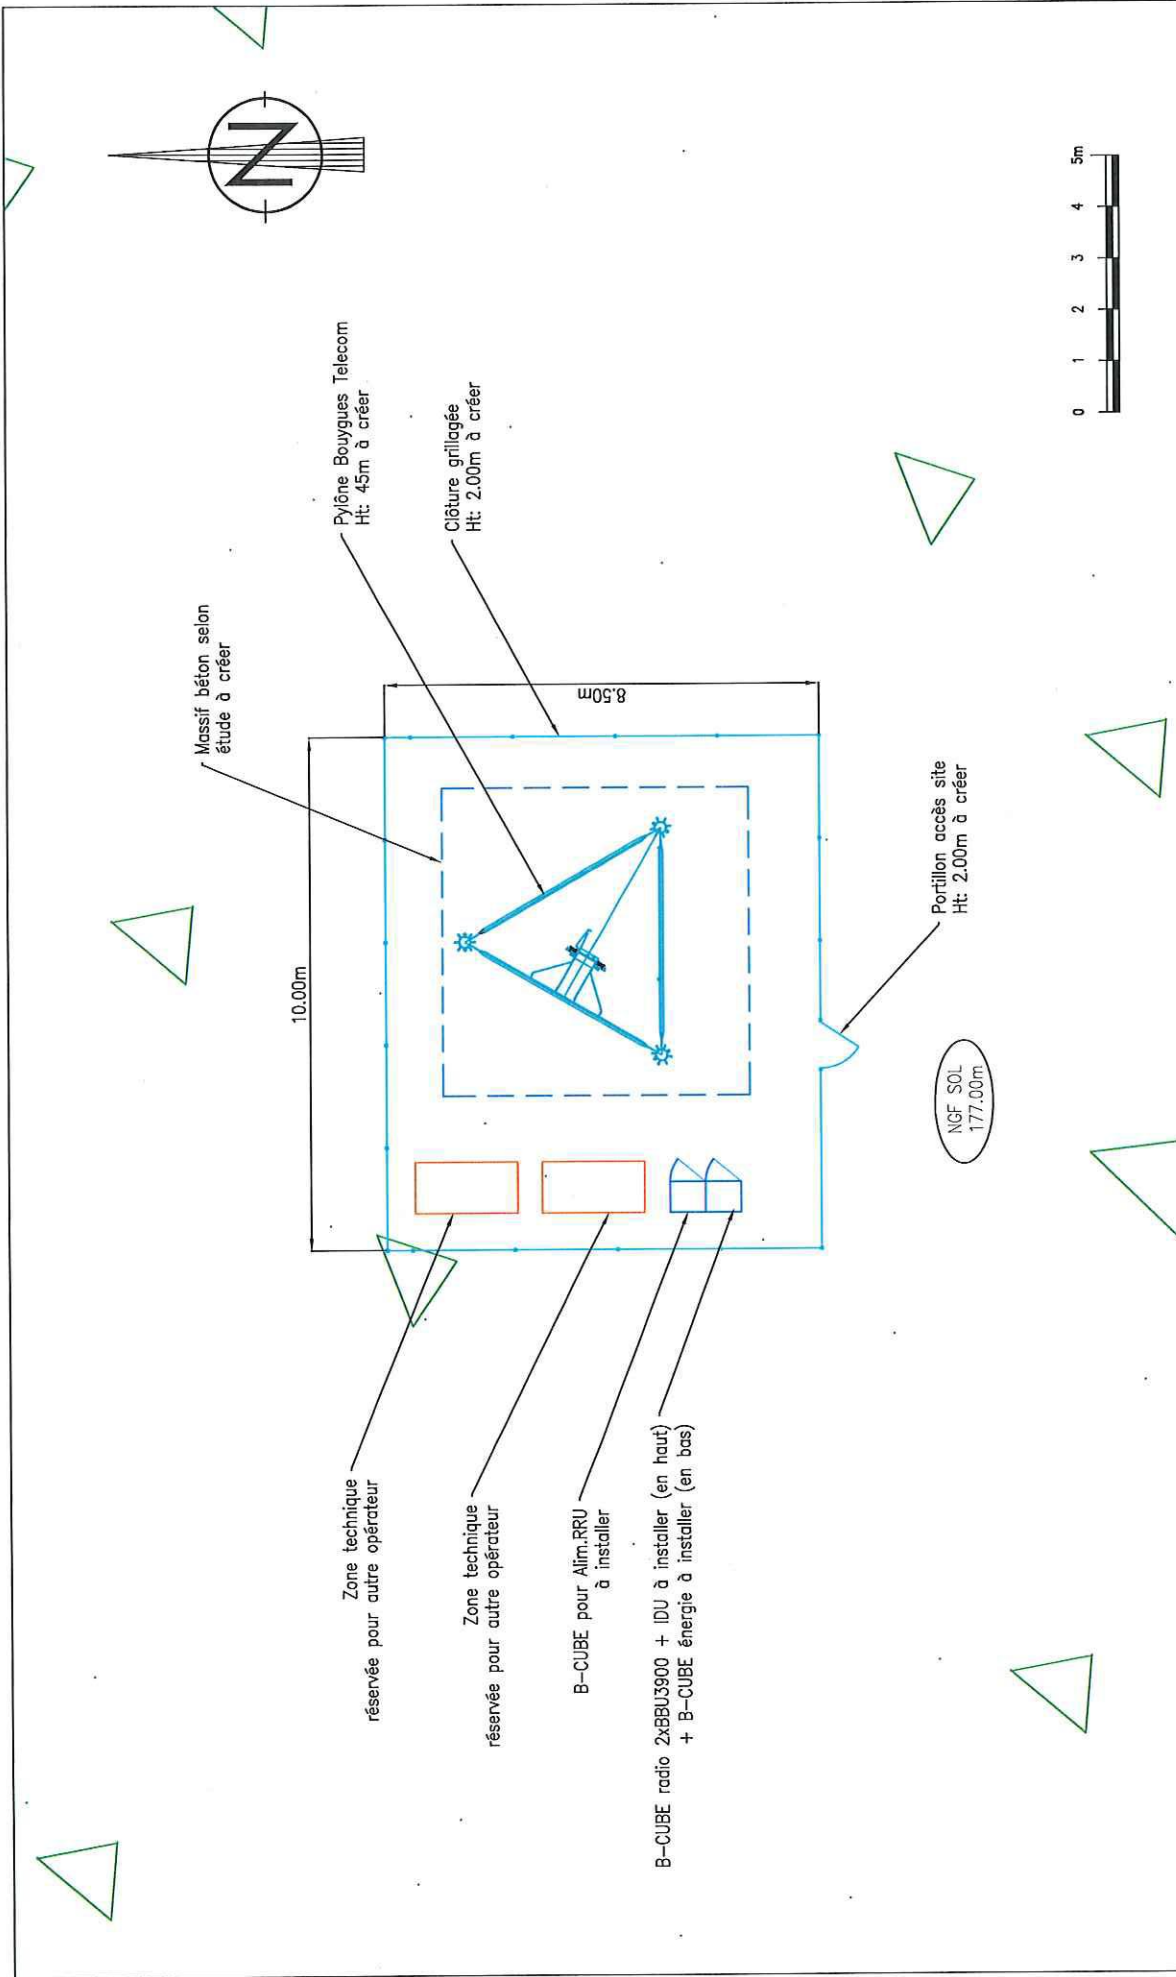 N
Massif béton selon
étude à créer
Pylône Bouygues Telecom
Ht: 45m à créer
Clôture grillagée
Ht: 2.00m à créer
10.00m
8.50m
Zone technique
réservée pour autre opérateur
Zone technique
réservée pour autre opérateur
B-CUBE pour Alim.RRU
à installer
B-CUBE radio 2xBBU3900 + IDU à installer (en haut)
+ B-CUBE énergie à installer (en bas)
Portillon accès site
Ht: 2.00m à créer
NGF SOL
177.00m
0 1 2 3 4 5m